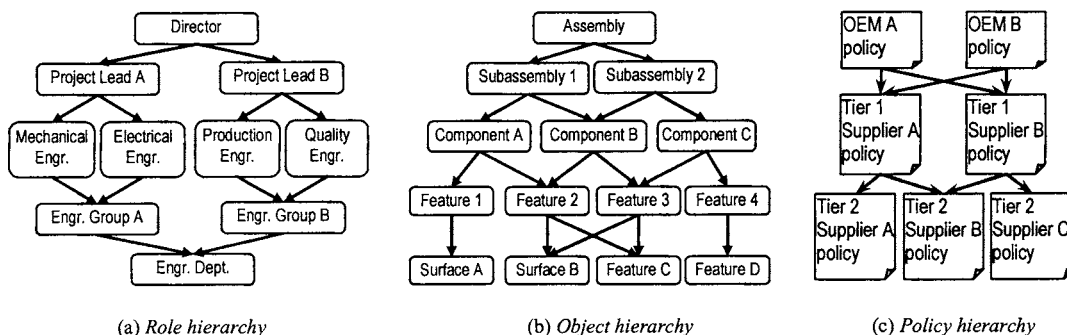 Director
Project Lead A
Project Lead B
Mechanical
Engr.
Electrical
Engr.
Production
Engr.
Quality
Engr.
Engr. Group A
Engr. Group B
Engr. Dept.
(a) Role hierarchy
Assembly
Subassembly 1
Subassembly 2
Component A
Component B
Component C
Feature 1
Feature 2
Feature 3
Feature 4
Surface A
Surface B
Feature C
Feature D
(b) Object hierarchy
OEM A
policy
OEM B
policy
Tier 1
Supplier A
policy
Tier 1
Supplier B
policy
Tier 2
Supplier A
policy
Tier 2
Supplier B
policy
Tier 2
Supplier C
policy
(c) Policy hierarchy